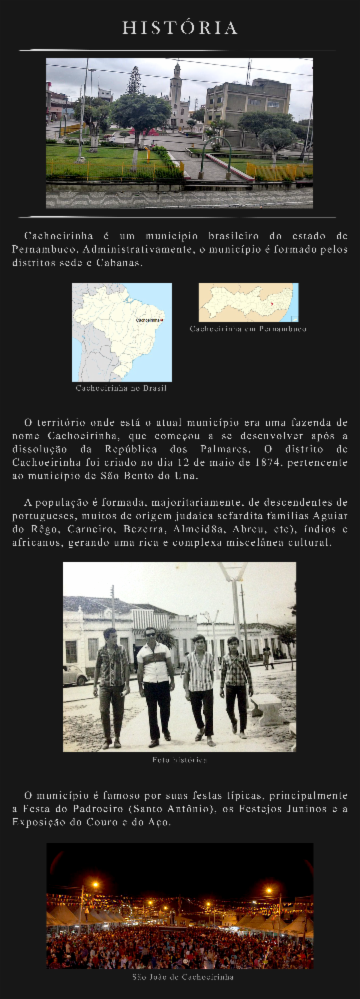 HISTÓRIA
Cachoeirinha é um município brasileiro do estado de
Pernambuco. Administrativamente, o município é formado pelos
distritos sede e Cabanas.
Cachoeirinha
Cachoeirinha no Brasil
Cachoeirinha em Pernambuco
O território onde está o atual município era uma fazenda de
nome Cachoeirinha, que começou a se desenvolver após a
dissolução da República dos Palmares. O distrito de
Cachoeirinha foi criado no dia 12 de maio de 1874, pertencente
ao município de São Bento do Una.
A população é formada, majoritariamente, de descendentes de
portugueses, muitos de origem judaica sefardita famílias Aguiar
do Rêgo, Carneiro, Bezerra, Almeid8a, Abreu, etc), índios e
africanos, gerando uma rica e complexa miscelânea cultural.
Foto histórica
O município é famoso por suas festas típicas, principalmente
a Festa do Padroeiro (Santo Antônio), os Festejos Juninos e a
Exposição do Couro e do Aço.
São João de Cachoeirinha